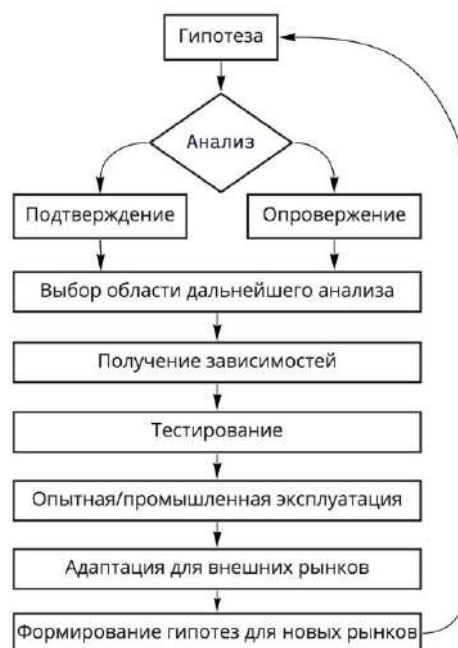 Гипотеза
Анализ
Подтверждение
Опровержение
Выбор области дальнейшего анализа
Получение зависимостей
Тестирование
Опытная/промышленная эксплуатация
Адаптация для внешних рынков
Формирование гипотез для новых рынков